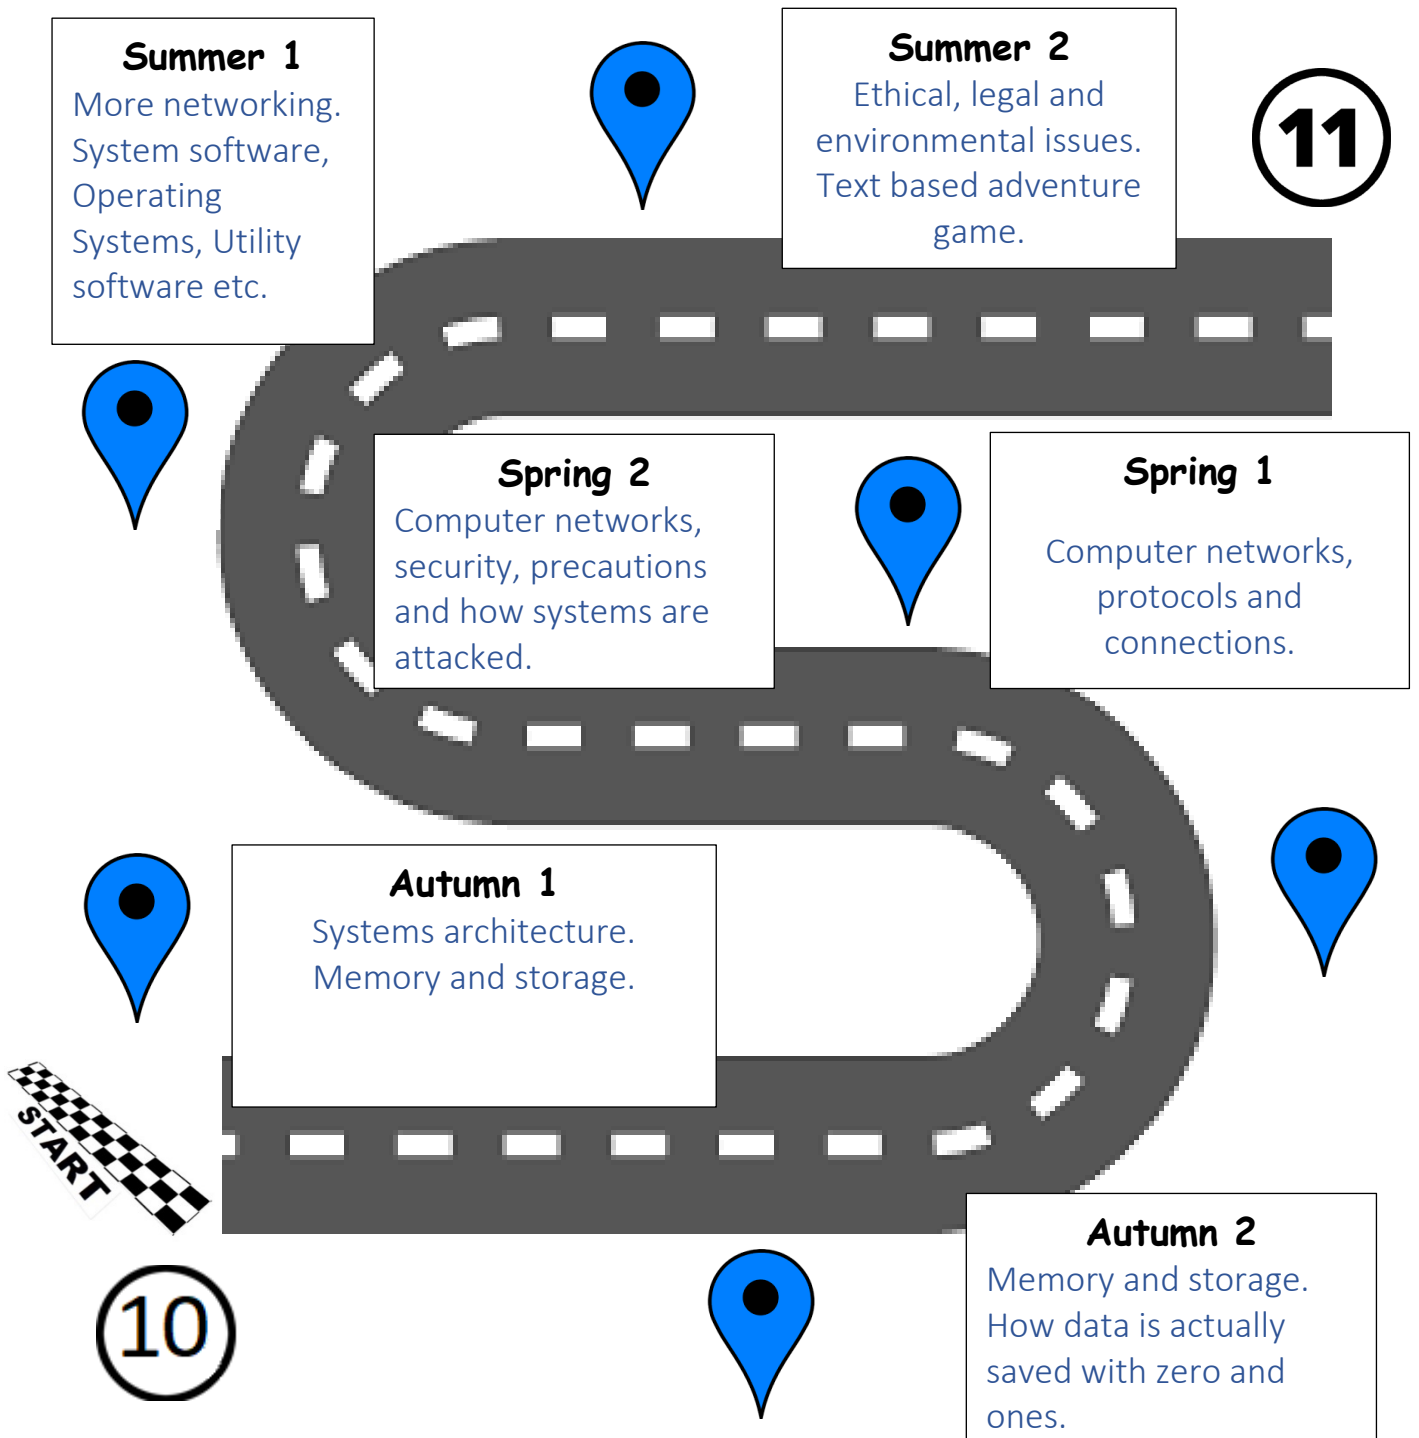 Summer 1
More networking.
System software,
Operating
Systems, Utility
software etc.
Summer 2
Ethical, legal and
environmental issues.
Text based adventure
game.
11
Spring 2
Computer networks,
security, precautions
and how systems are
attacked.
Spring 1
Computer networks,
protocols and
connections.
Autumn 1
Systems architecture.
Memory and storage.
START
10
Autumn 2
Memory and storage.
How data is actually
saved with zero and
ones.